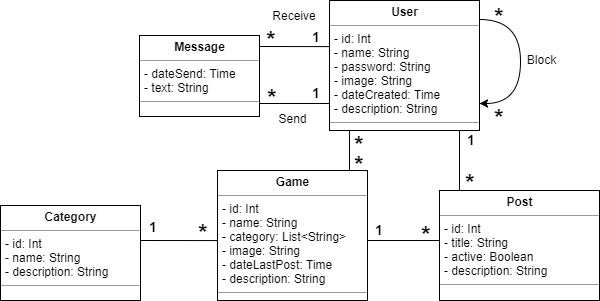 Receive
User
*
*
1
- id: Int
- name: String
- password: String
- image: String
- dateCreated: Time
- description: String
Message
- dateSend: Time
- text: String
Block
*
1
*
Send
*
1
*
*
Game
- id: Int
- name: String
- category: List<String>
- image: String
- dateLastPost: Time
- description: String
Post
- id: Int
- title: String
- active: Boolean
- description: String
Category
- id: Int
- name: String
- description: String
1
*
1
*